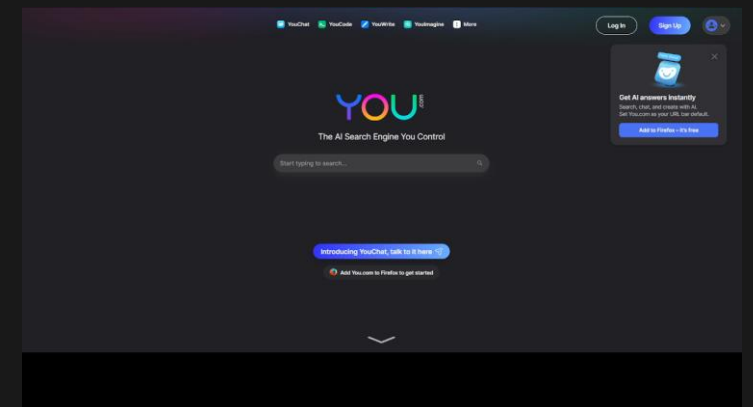 YouChat YouCode YouWrite YouImagine More
Log In Sign Up
Get AI answers instantly
Search, chat, and create with AI.
Set You.com as your URL bar default.
Add to Firefox – it's free
YOU.com
The AI Search Engine You Control
Start typing to search...
Introducing YouChat, talk to it here
Add You.com to Firefox to get started